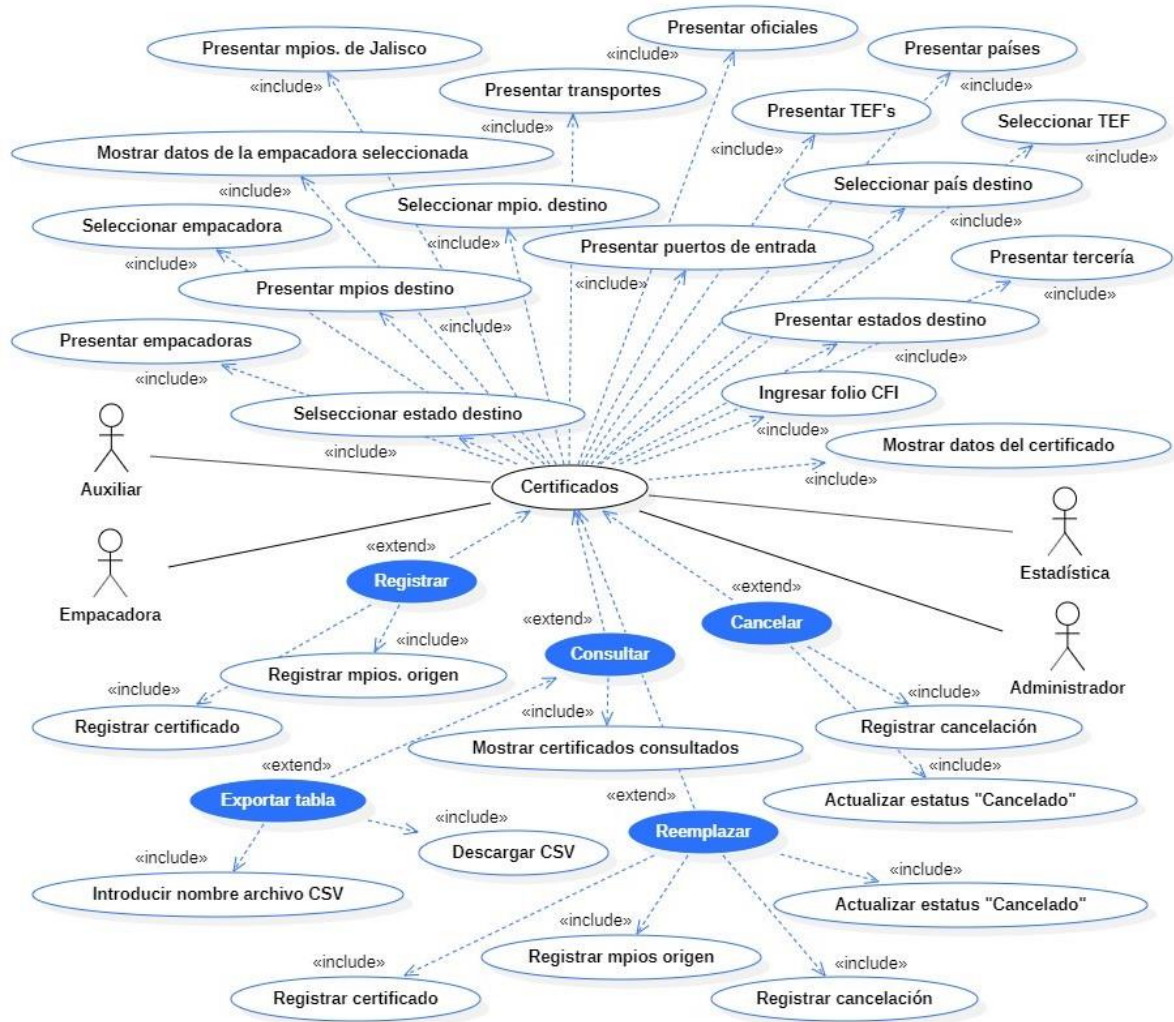 Presentar oficiales
Presentar mpios. de Jalisco
Presentar países
«include»
«include»
«include»
Presentar transportes
Presentar TEF's
Seleccionar TEF
«include»
«include»
«include»
Mostrar datos de la empacadora seleccionada
«include»
Seleccionar país destino
«include»
Seleccionar mpio. destino
«include»
Seleccionar empacadora
«include»
Presentar puertos de entrada
«include»
Presentar tercería
«include»
Presentar mpios destino
«include»
Presentar estados destino
«include»
Presentar empacadoras
«include»
Ingresar folio CFI
«include»
Selseccionar estado destino
«include»
Mostrar datos del certificado
«include»
Auxiliar
Certificados
Empacadora
Estadística
Administrador
«extend»
Registrar
«extend»
Cancelar
«extend»
Consultar
«include»
Registrar mpios. origen
«include»
Registrar certificado
«include»
Registrar cancelación
«include»
Mostrar certificados consultados
«include»
Actualizar estatus "Cancelado"
«extend»
Exportar tabla
«extend»
Reemplazar
«include»
Descargar CSV
«include»
Introducir nombre archivo CSV
«include»
Actualizar estatus "Cancelado"
«include»
Registrar mpios origen
«include»
Registrar certificado
«include»
Registrar cancelación